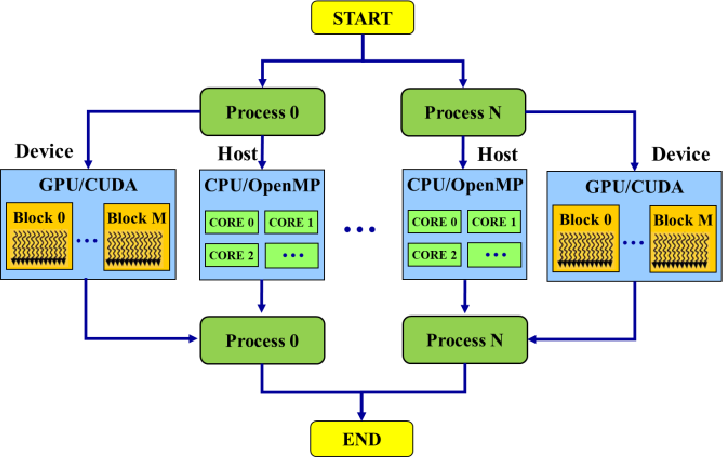 START
Process 0
Process N
Device
Host
Host
Device
GPU/CUDA
Block 0
...
Block M
CPU/OpenMP
CORE 0
CORE 1
CORE 2
...
...
CPU/OpenMP
CORE 0
CORE 1
CORE 2
...
GPU/CUDA
Block 0
...
Block M
Process 0
Process N
END